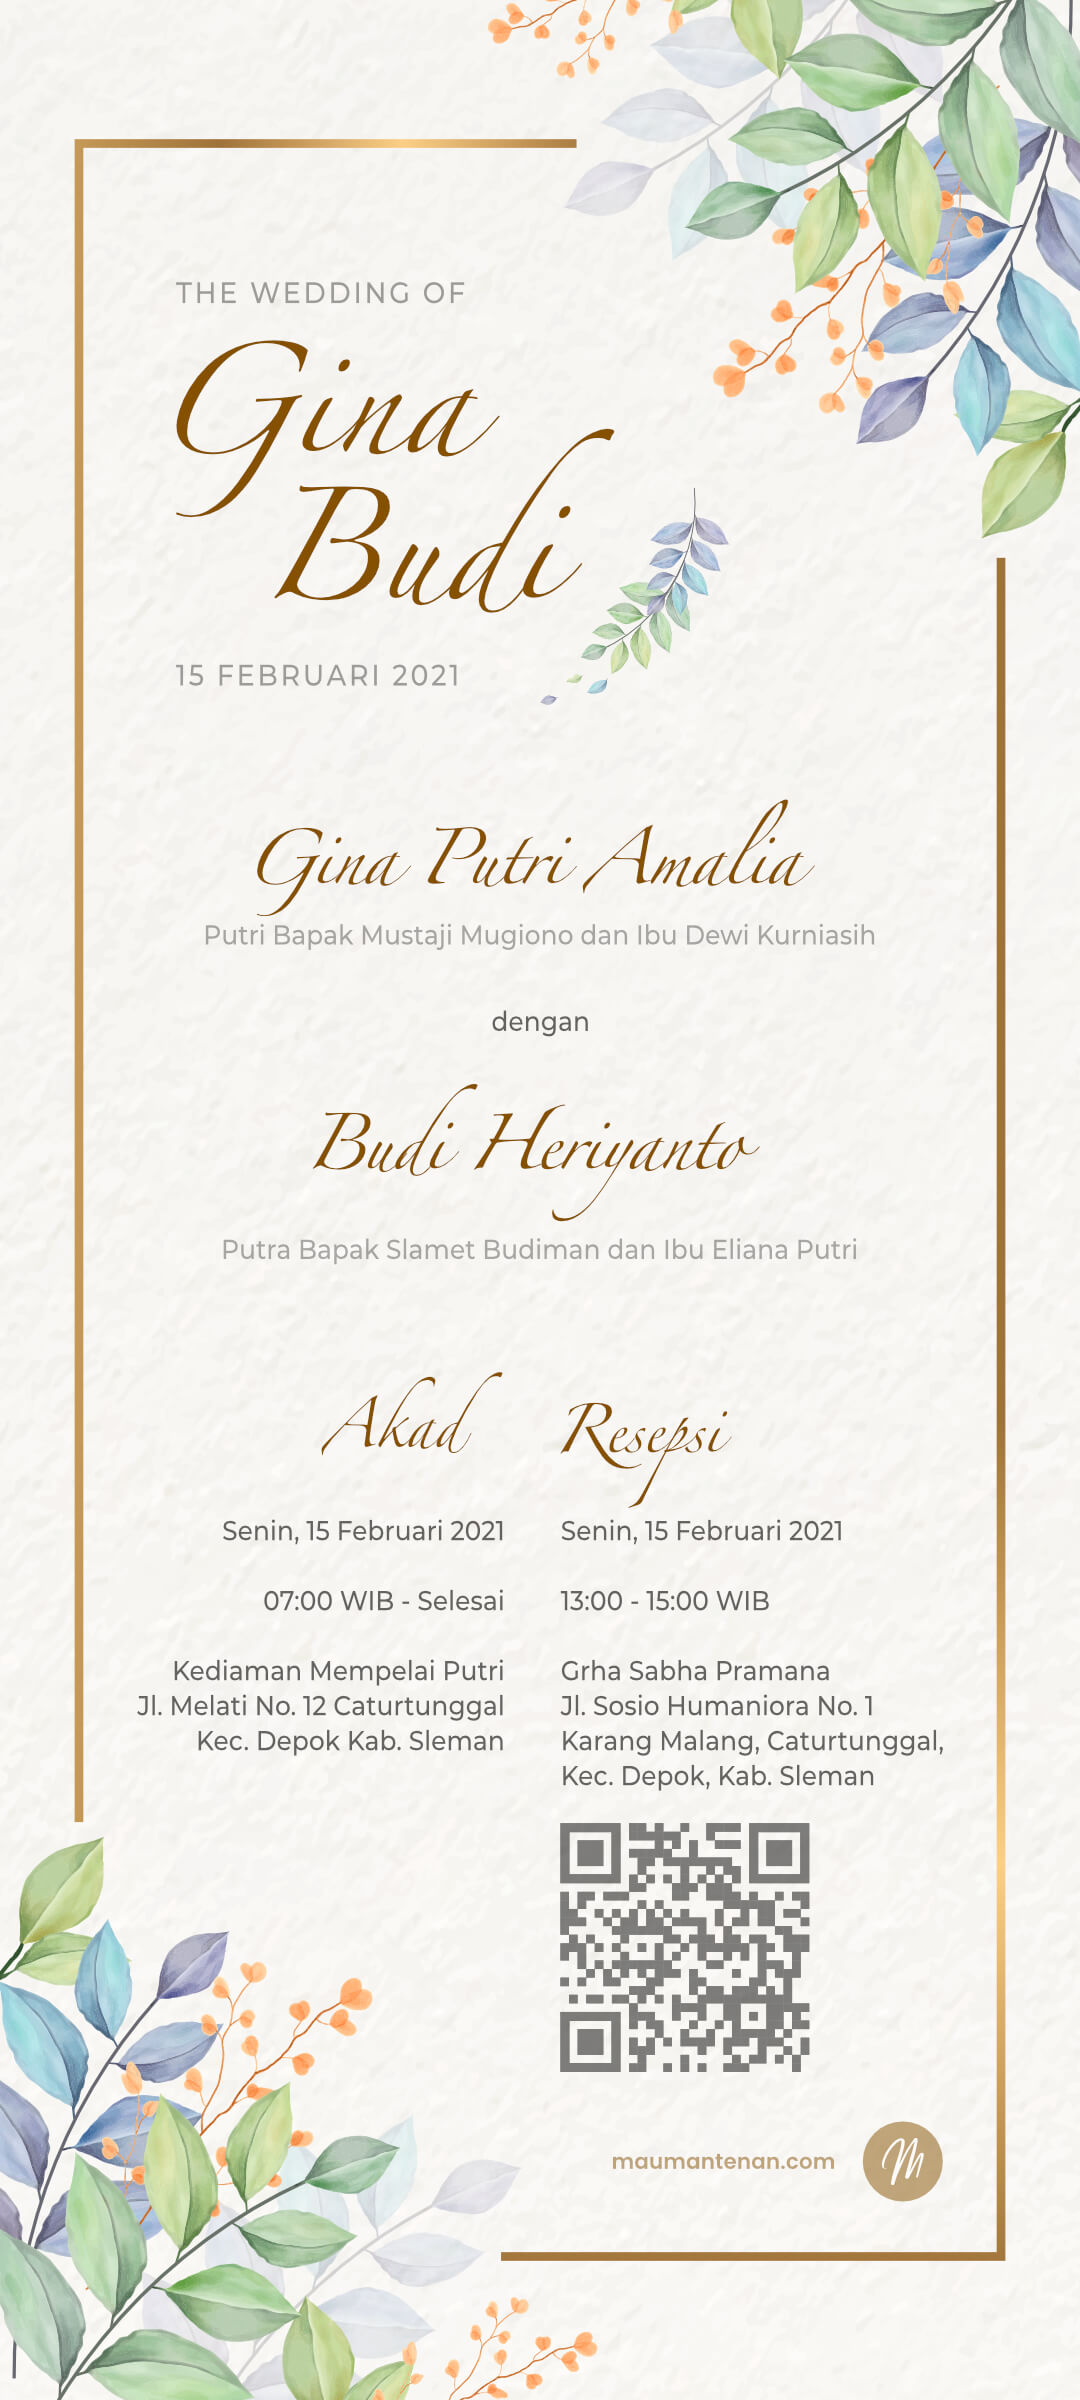 THE WEDDING OF
Gina
Budi
15 FEBRUARI 2021
Gina Putri Amalia
Putri Bapak Mustaji Mugiono dan Ibu Dewi Kurniasih
dengan
Budi Heriyanto
Putra Bapak Slamet Budiman dan Ibu Eliana Putri
Akad
Senin, 15 Februari 2021
07:00 WIB - Selesai
Kediaman Mempelai Putri
Jl. Melati No. 12 Caturtunggal
Kec. Depok Kab. Sleman
Resepsi
Senin, 15 Februari 2021
13:00 - 15:00 WIB
Grha Sabha Pramana
Jl. Sosio Humaniora No. 1
Karang Malang, Caturtunggal,
Kec. Depok, Kab. Sleman
maumantenan.com
M